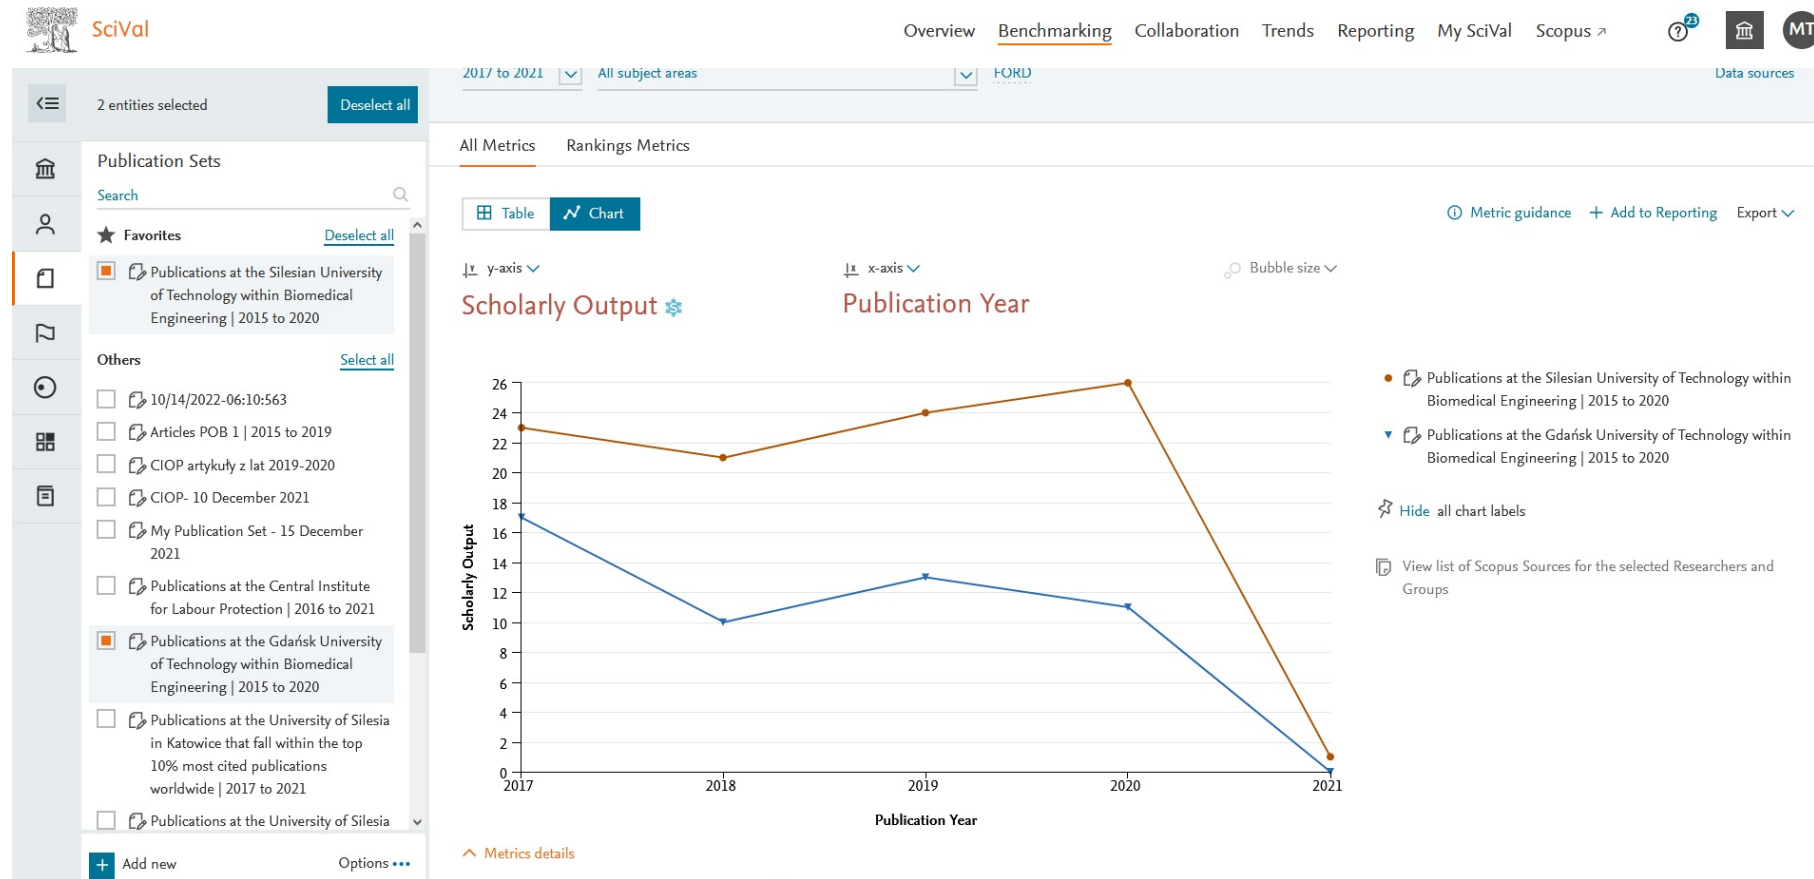 SciVal
Overview Benchmarking Collaboration Trends Reporting My SciVal Scopus ↗ 23 MT
2 entities selected Deselect all
Publication Sets
Search
Favorites Deselect all
Publications at the Silesian University
of Technology within Biomedical
Engineering | 2015 to 2020
Others Select all
10/14/2022-06:10:563
Articles POB 1 | 2015 to 2019
CIOP artykuły z lat 2019-2020
CIOP- 10 December 2021
My Publication Set - 15 December
2021
Publications at the Central Institute
for Labour Protection | 2016 to 2021
Publications at the Gdańsk University
of Technology within Biomedical
Engineering | 2015 to 2020
Publications at the University of Silesia
in Katowice that fall within the top
10% most cited publications
worldwide | 2017 to 2021
Publications at the University of Silesia
+ Add new Options •••
2017 to 2021 All subject areas FORD Data sources
All Metrics Rankings Metrics
Table Chart
Metric guidance + Add to Reporting Export
y-axis x-axis Bubble size
Scholarly Output Publication Year
26
24
22
20
18
16
14
12
10
8
6
4
2
0
Scholarly Output
2017 2018 2019 2020 2021
Publication Year
Metrics details
Publications at the Silesian University of Technology within
Biomedical Engineering | 2015 to 2020
Publications at the Gdańsk University of Technology within
Biomedical Engineering | 2015 to 2020
Hide all chart labels
View list of Scopus Sources for the selected Researchers and
Groups